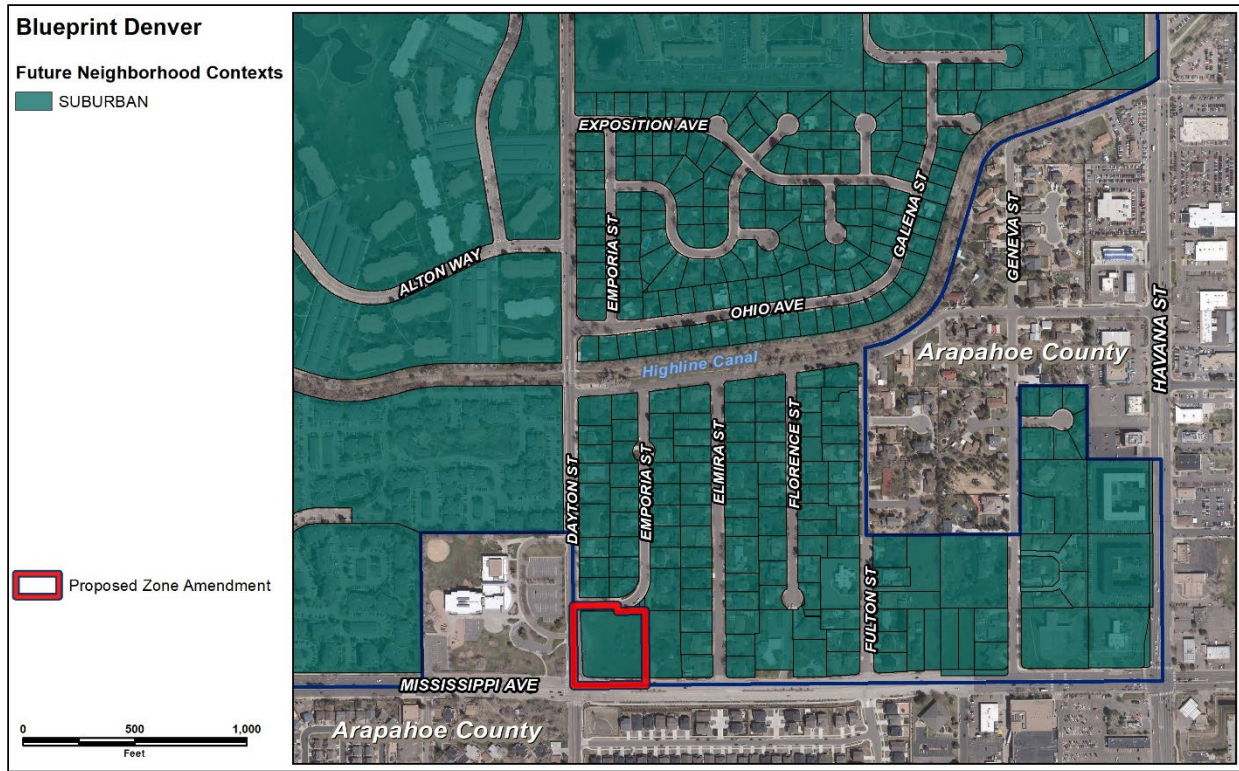 Blueprint Denver
Future Neighborhood Contexts
SUBURBAN
Proposed Zone Amendment
0 500 1,000
Feet
EXPOSITION AVE
EMPORIA ST
GALENA ST
GENEVA ST
ALTON WAY
OHIO AVE
Highline Canal
Arapahoe County
HAVANA ST
DAYTON ST
EMPORIA ST
ELMIRA ST
FLORENCE ST
FULTON ST
MISSISSIPPI AVE
Arapahoe County